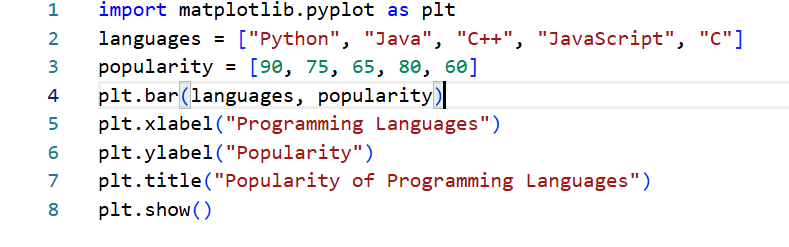 1 import matplotlib.pyplot as plt
2 languages = ["Python", "Java", "C++", "JavaScript", "C"]
3 popularity = [90, 75, 65, 80, 60]
4 plt.bar(languages, popularity)
5 plt.xlabel("Programming Languages")
6 plt.ylabel("Popularity")
7 plt.title("Popularity of Programming Languages")
8 plt.show()